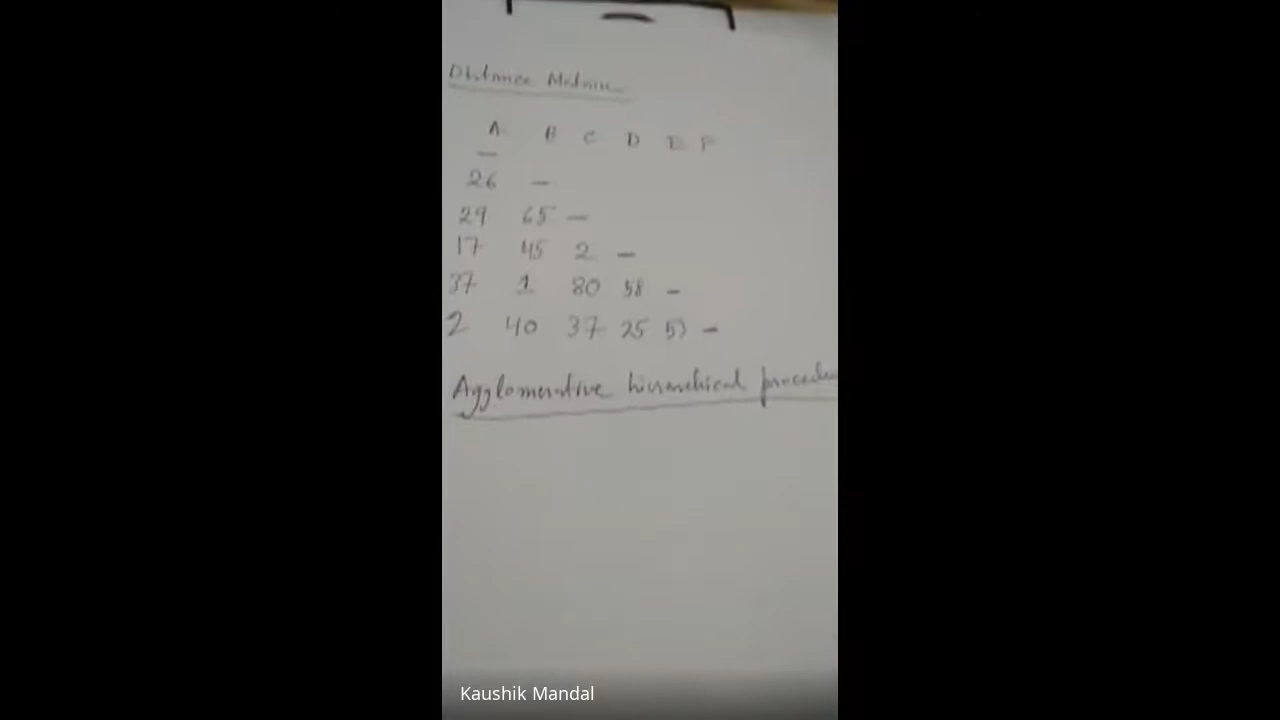 Distance Matrix
A B C D E F
—
26 —
29 65 —
17 45 2 —
37 1 80 58 —
2 40 37 25 53 —
Agglomerative hierarchical procedure
Kaushik Mandal